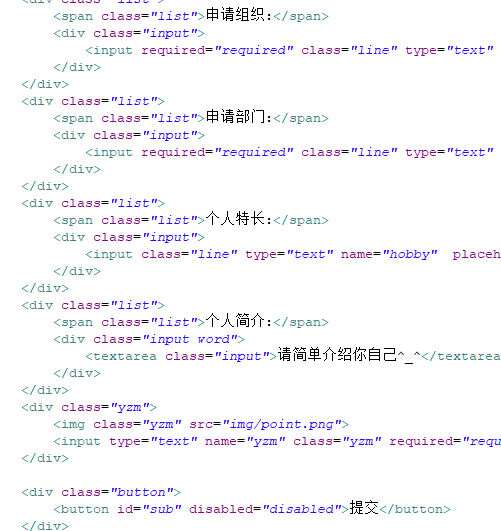 <div class="list">
<span class="list">申请组织:</span>
<div class="input">
<input required="required" class="line" type="text"
</div>
</div>
<div class="list">
<span class="list">申请部门:</span>
<div class="input">
<input required="required" class="line" type="text"
</div>
</div>
<div class="list">
<span class="list">个人特长:</span>
<div class="input">
<input class="line" type="text" name="hobby"  placeh
</div>
</div>
<div class="list">
<span class="list">个人简介:</span>
<div class="input word">
<textarea class="input">请简单介绍你自己^_^</textarea
</div>
</div>
<div class="yzm">
<img class="yzm" src="img/point.png">
<input type="text" name="yzm" class="yzm" required="requ
</div>
<div class="button">
<button id="sub" disabled="disabled">提交</button>
</div>